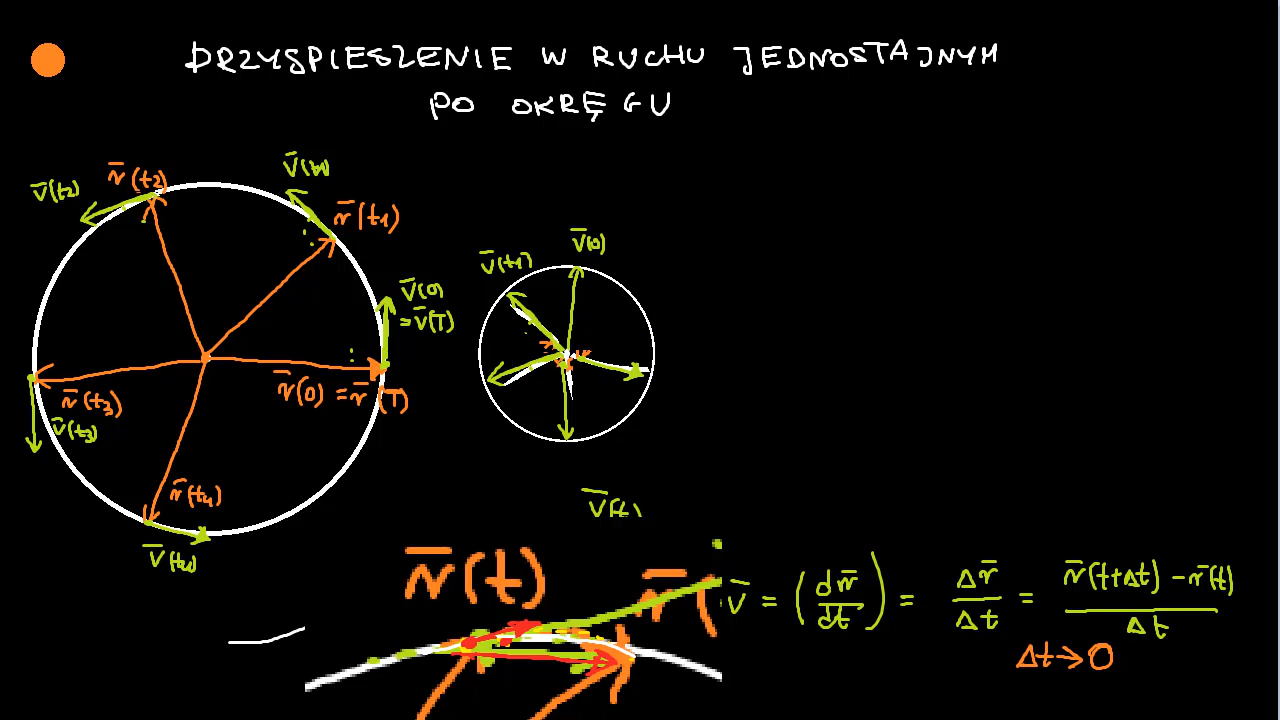 PRZYSPIESZENIE W RUCHU JEDNOSTAJNYM
PO OKRĘGU
r̄(t2)
v̄(t2)
v̄(t1)
r̄(t1)
v̄(0)
= v̄(T)
r̄(0) = r̄(T)
r̄(t3)
v̄(t3)
r̄(t4)
v̄(t4)
v̄(t1)
v̄(0)
v̄(t)
r̄(t)
r̄(
v̄ = (dr̄/dt) = Δr̄/Δt = r̄(t+Δt) - r̄(t)/Δt
Δt→0